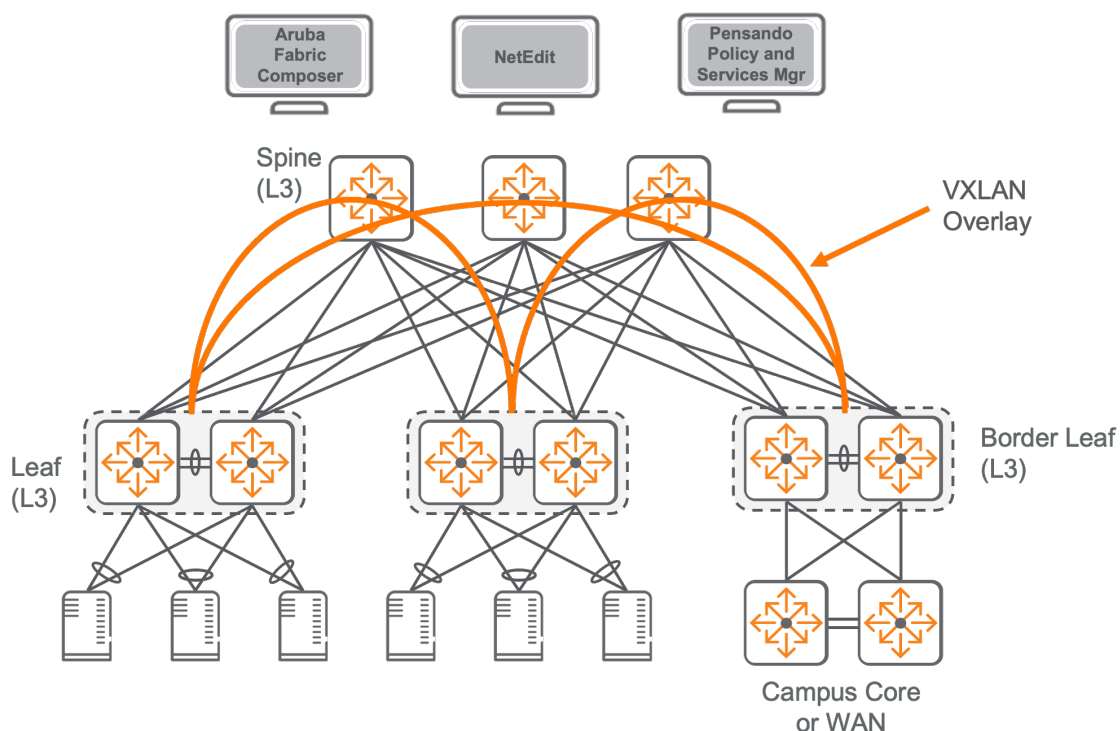 Aruba
Fabric
Composer
NetEdit
Pensando
Policy and
Services Mgr
Spine
(L3)
VXLAN
Overlay
Leaf
(L3)
Border Leaf
(L3)
Campus Core
or WAN